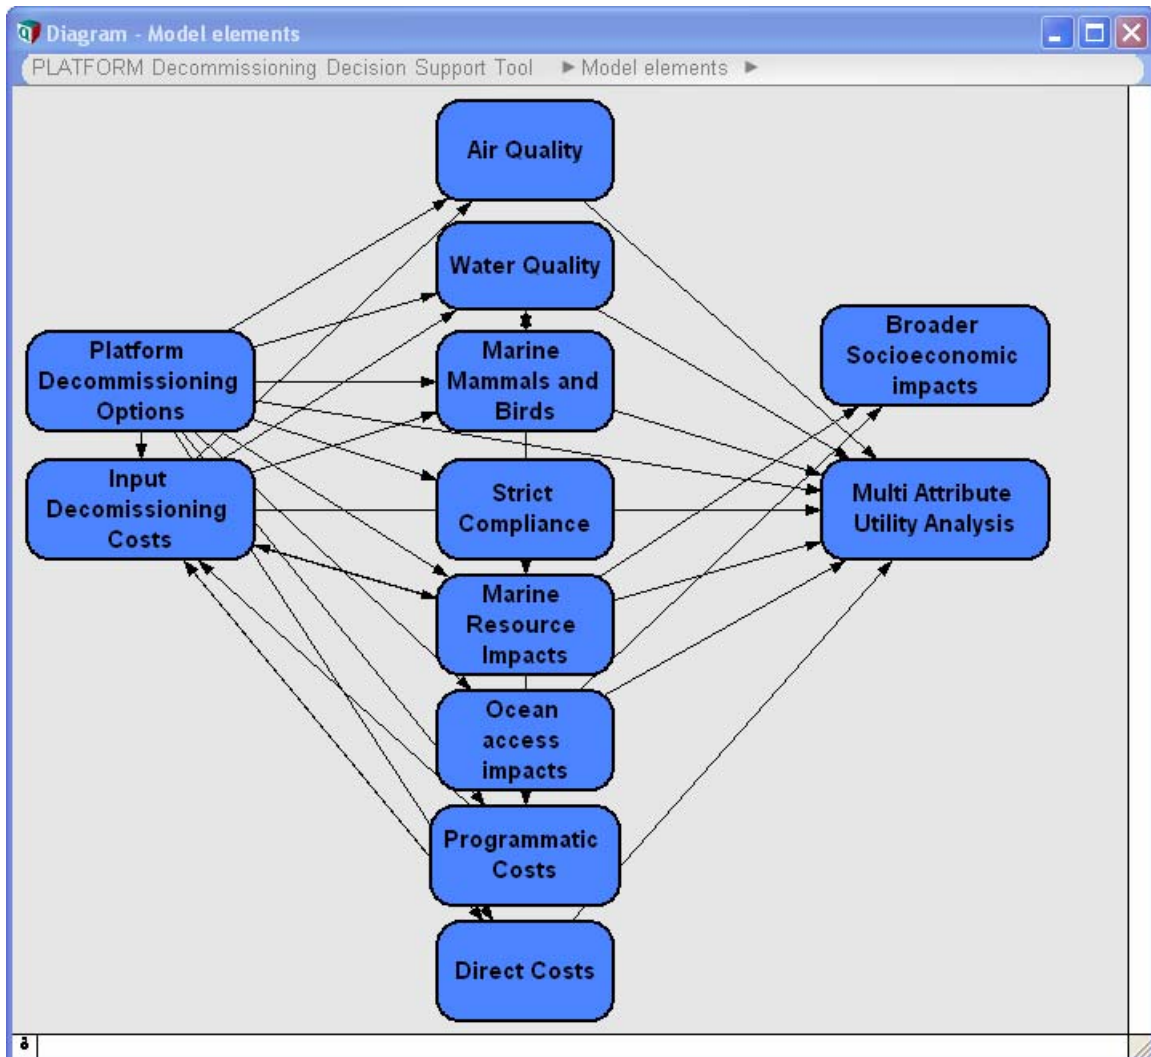 Diagram - Model elements
PLATFORM Decommissioning Decision Support Tool ► Model elements ►
Air Quality
Water Quality
Platform
Decommissioning
Options
Marine
Mammals and
Birds
Broader
Socioeconomic
impacts
Input
Decomissioning
Costs
Strict
Compliance
Multi Attribute
Utility Analysis
Marine
Resource
Impacts
Ocean
access
impacts
Programmatic
Costs
Direct Costs